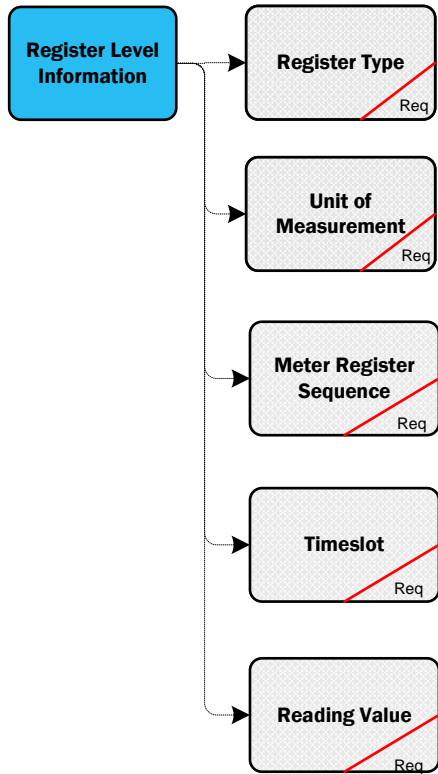 Register Level
Information
Register Type
Req
Unit of
Measurement
Req
Meter Register
Sequence
Req
Timeslot
Req
Reading Value
Req